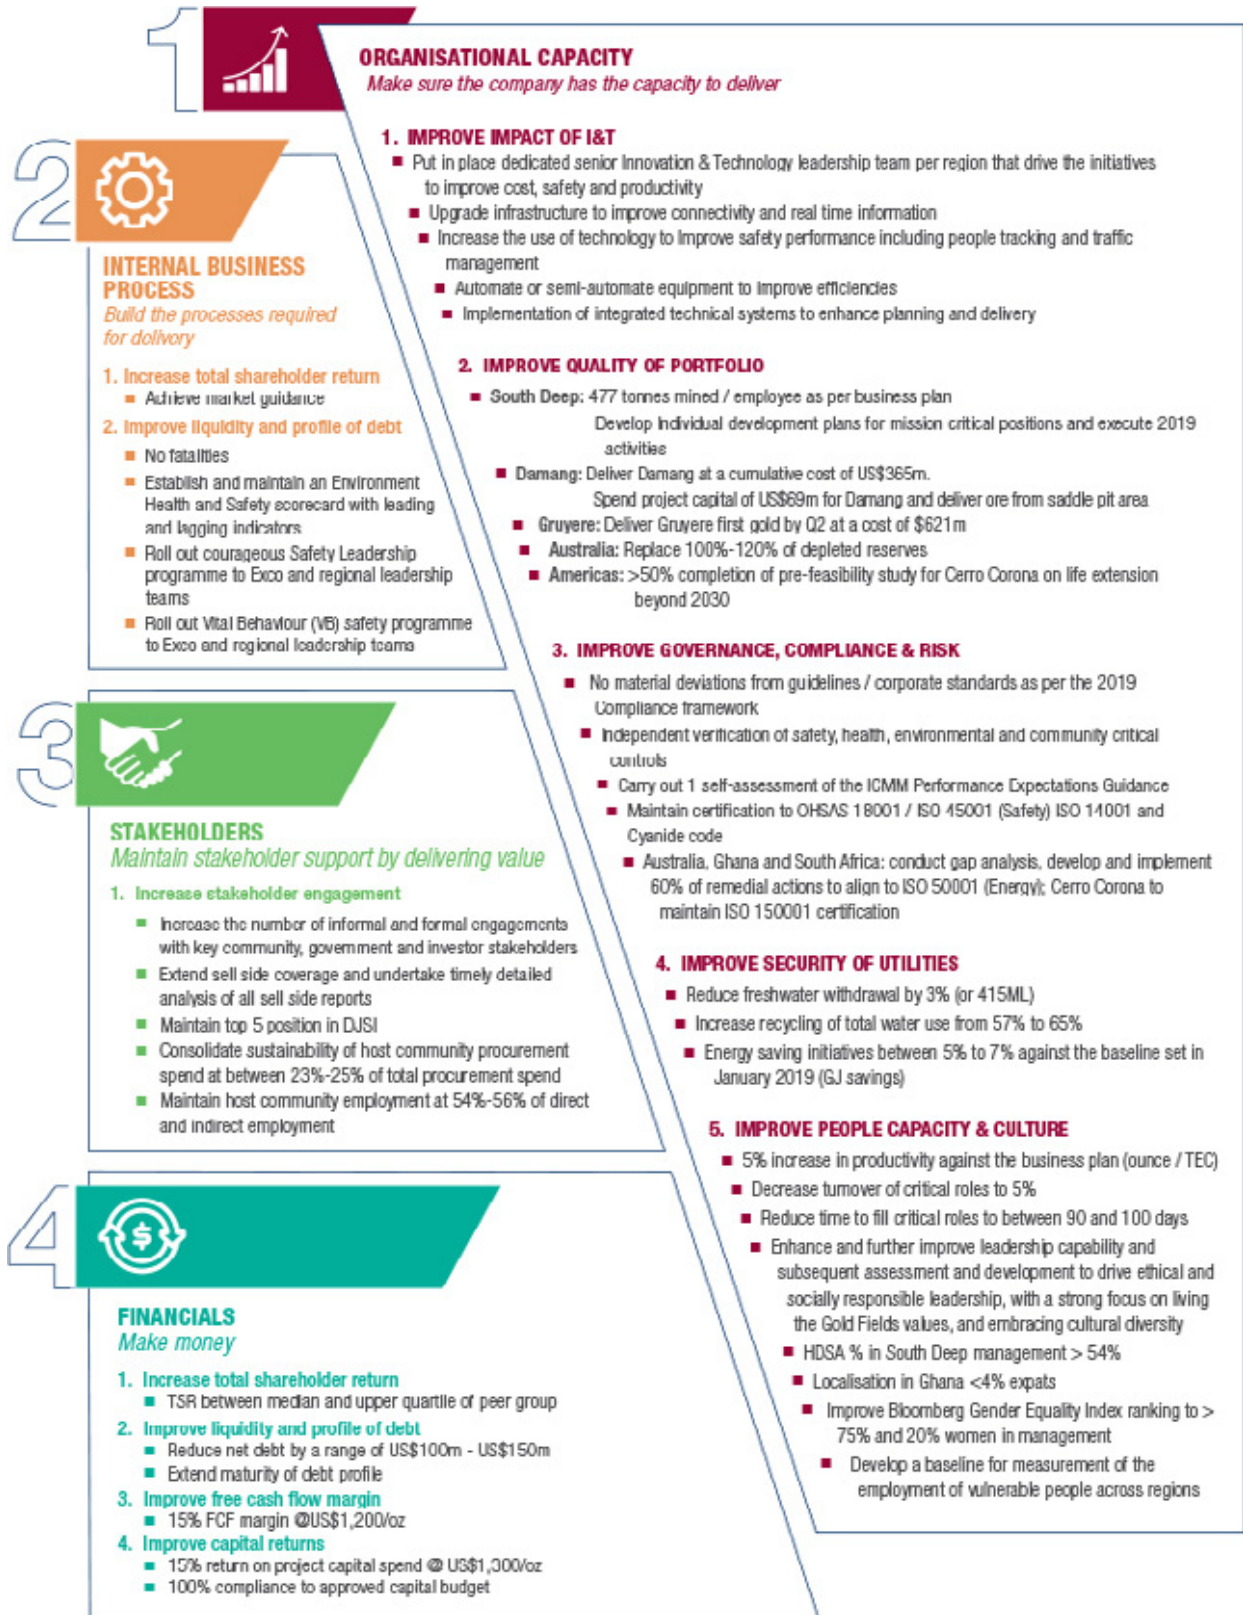 1
ORGANISATIONAL CAPACITY
Make sure the company has the capacity to deliver
1. IMPROVE IMPACT OF I&T
Put in place dedicated senior Innovation & Technology leadership team per region that drive the initiatives
to improve cost, safety and productivity
Upgrade infrastructure to improve connectivity and real time information
Increase the use of technology to Improve safety performance including people tracking and traffic
management
Automate or semi-automate equipment to improve efficiencies
Implementation of integrated technical systems to enhance planning and delivery
2. IMPROVE QUALITY OF PORTFOLIO
South Deep: 477 tonnes mined / employee as per business plan
Develop Individual development plans for mission critical positions and execute 2019
activities
Damang: Deliver Damang at a cumulative cost of US$365m.
Spend project capital of US$69m for Damang and deliver ore from saddle pit area
Gruyere: Deliver Gruyere first gold by Q2 at a cost of $621m
Australia: Replace 100%-120% of depleted reserves
Americas: >50% completion of pre-feasibility study for Cerro Corona on life extension
beyond 2030
3. IMPROVE GOVERNANCE, COMPLIANCE & RISK
No material deviations from guidelines / corporate standards as per the 2019
Compliance framework
Independent verification of safety, health, environmental and community critical
controls
Carry out 1 self-assessment of the ICMM Performance Expectations Guidance
Maintain certification to OHSAS 18001 / ISO 45001 (Safety) ISO 14001 and
Cyanide code
Australia, Ghana and South Africa: conduct gap analysis, develop and implement
60% of remedial actions to align to ISO 50001 (Energy); Cerro Corona to
maintain ISO 150001 certification
4. IMPROVE SECURITY OF UTILITIES
Reduce freshwater withdrawal by 3% (or 415ML)
Increase recycling of total water use from 57% to 65%
Energy saving initiatives between 5% to 7% against the baseline set in
January 2019 (GJ savings)
5. IMPROVE PEOPLE CAPACITY & CULTURE
5% increase in productivity against the business plan (ounce / TEC)
Decrease turnover of critical roles to 5%
Reduce time to fill critical roles to between 90 and 100 days
Enhance and further improve leadership capability and
subsequent assessment and development to drive ethical and
socially responsible leadership, with a strong focus on living
the Gold Fields values, and embracing cultural diversity
HDSA % in South Deep management > 54%
Localisation in Ghana <4% expats
Improve Bloomberg Gender Equality Index ranking to >
75% and 20% women in management
Develop a baseline for measurement of the
employment of vulnerable people across regions
2
INTERNAL BUSINESS
PROCESS
Build the processes required
for delivery
1. Increase total shareholder return
Achieve market guidance
2. Improve liquidity and profile of debt
No fatalities
Establish and maintain an Environment
Health and Safety scorecard with leading
and lagging indicators
Roll out courageous Safety Leadership
programme to Exco and regional leadership
teams
Roll out Vital Behaviour (VB) safety programme
to Exco and regional leadership teams
3
STAKEHOLDERS
Maintain stakeholder support by delivering value
1. Increase stakeholder engagement
Increase the number of informal and formal engagements
with key community, government and investor stakeholders
Extend sell side coverage and undertake timely detailed
analysis of all sell side reports
Maintain top 5 position in DJSI
Consolidate sustainability of host community procurement
spend at between 23%-25% of total procurement spend
Maintain host community employment at 54%-56% of direct
and indirect employment
4
$
FINANCIALS
Make money
1. Increase total shareholder return
TSR between median and upper quartile of peer group
2. Improve liquidity and profile of debt
Reduce net debt by a range of US$100m - US$150m
Extend maturity of debt profile
3. Improve free cash flow margin
15% FCF margin @US$1,200/oz
4. Improve capital returns
15% return on project capital spend @ US$1,300/oz
100% compliance to approved capital budget